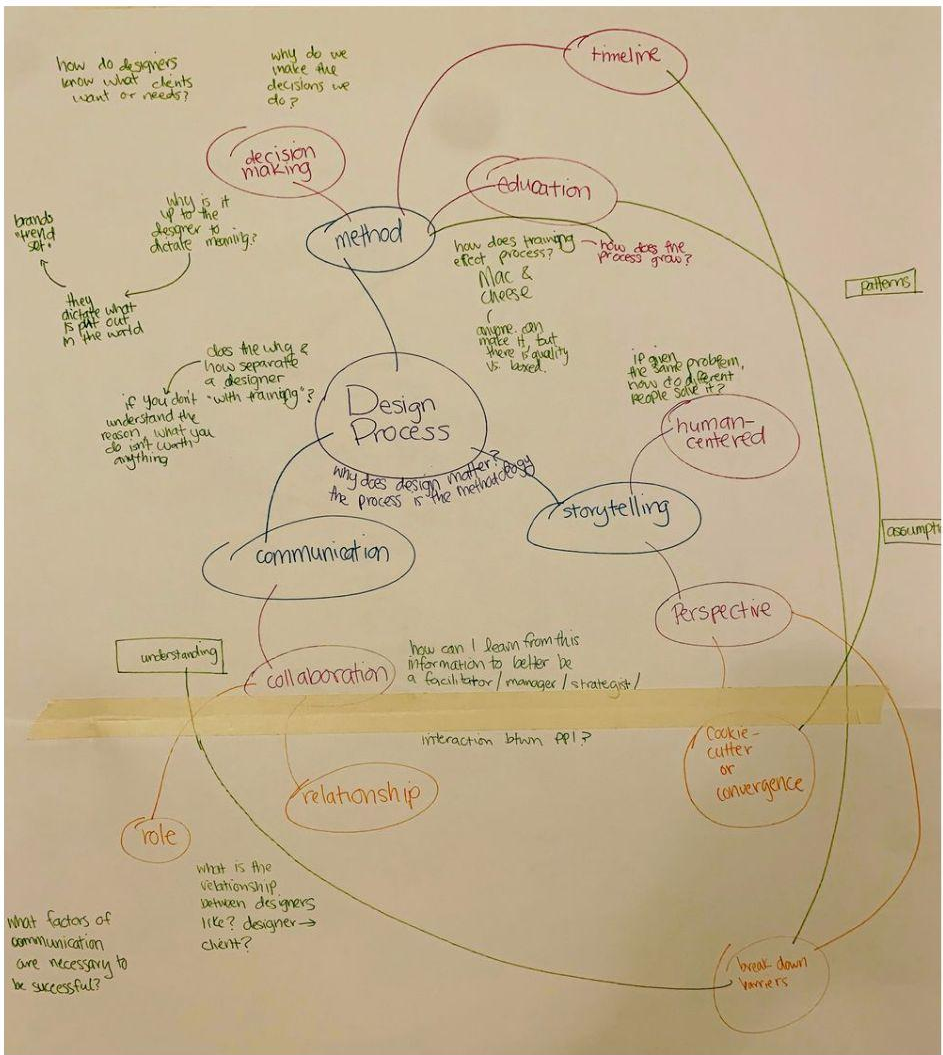 how do designers
know what clients
want or needs?
why do we
make the
decisions we
do?
timeline
decision
making
education
method
brands
"trend
set"
why is it
up to the
designer to
dictate meaning?
they
dictate what
is put out
in the world
how does training
effect process?
how does the
process grow?
Mac &
cheese
anyone can
make it, but
there is quality
vs. boxed.
patterns
does the why &
how separate
a designer
"with training"?
if you don't
understand the
reason, what you
do isn't worth
anything
if given
the same problem,
how do different
people solve it?
human-
centered
Design
Process
why does design matter?
the process is the methodology
storytelling
assumpti
communication
Perspective
understanding
collaboration
how can I learn from this
information to better be
a facilitator/manager/strategist/
interaction btwn ppl?
Cookie-
cutter
or
convergence
relationship
role
what is the
relationship
between designers
like? designer →
client?
what factors of
communication
are necessary to
be successful?
break down
barriers